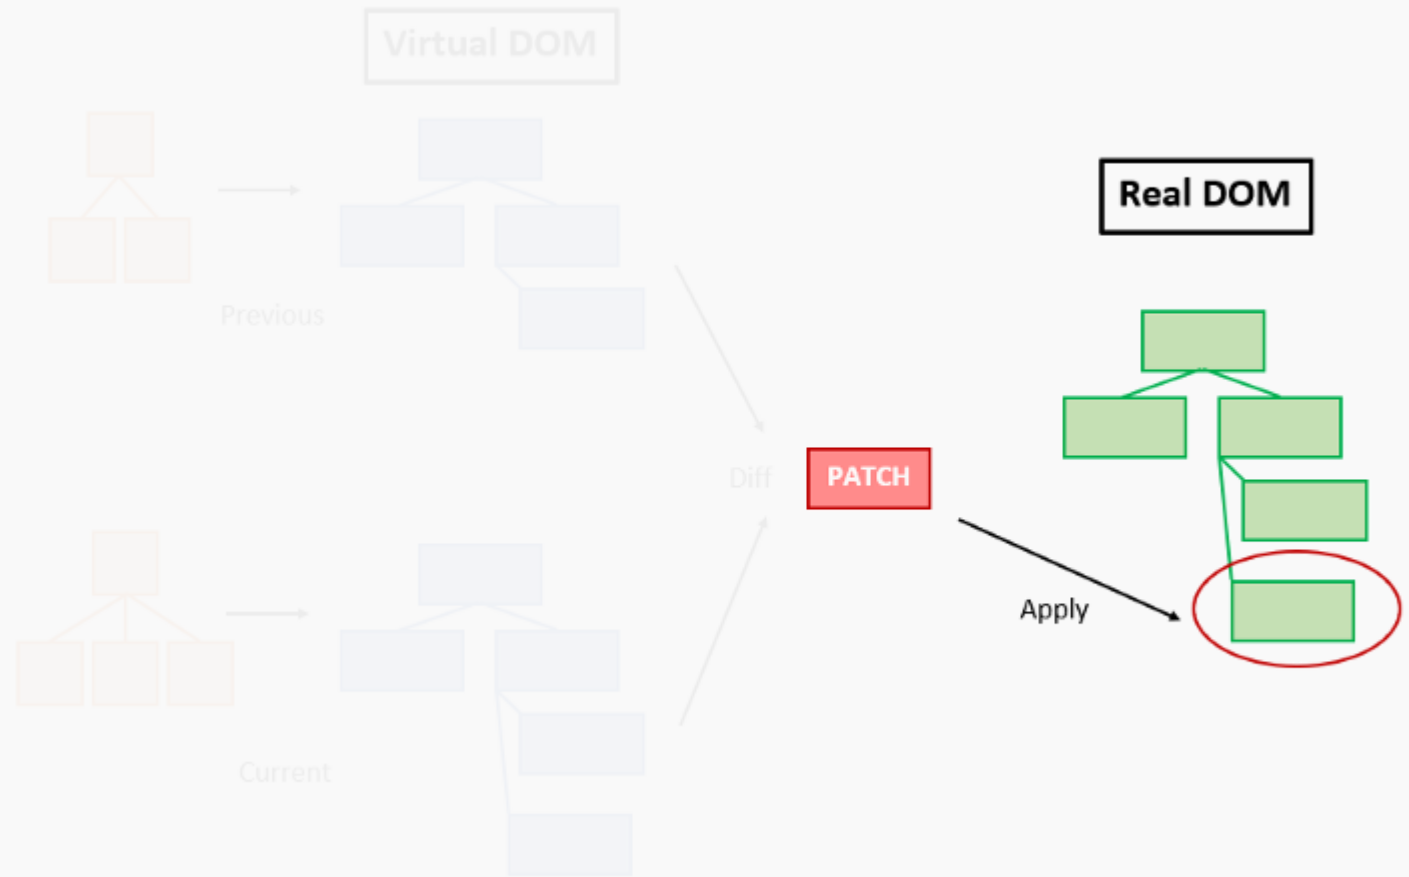 Virtual DOM
Real DOM
Previous
Diff
PATCH
Apply
Current